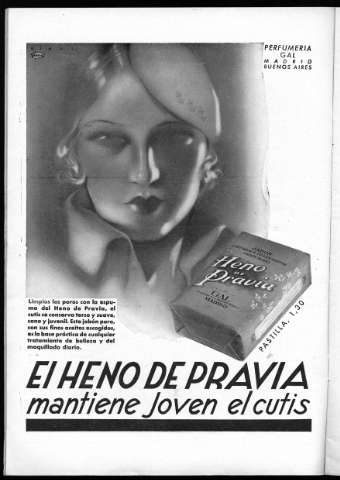 PERFUMERIA
GAL
MADRID
BUENOS AIRES
Limpios los poros con la espu-
ma del Heno de Pravia, el
cutis se conserva terso y suave,
sano y juvenil. Este jabón puro,
con sus finos aceites escogidos,
es la base práctica de cualquier
tratamiento de belleza y del
maquillado diario.
JABON
Heno
DE
Pravia
GAL
MADRID
PASTILLA, 1,30
El HENO DE PRAVIA
mantiene Joven el cutis